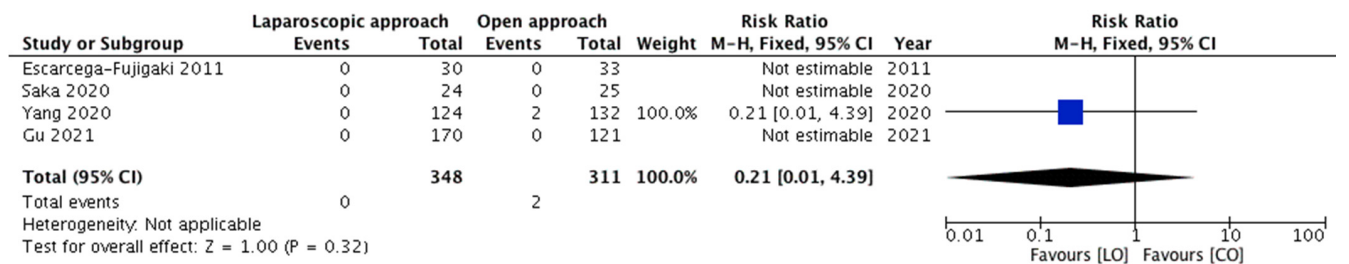 Laparoscopic approach Open approach Risk Ratio Risk Ratio
Study or Subgroup Events Total Events Total Weight M-H, Fixed, 95% CI Year M-H, Fixed, 95% CI
Escarcega-Fujigaki 2011 0 30 0 33 Not estimable 2011
Saka 2020 0 24 0 25 Not estimable 2020
Yang 2020 0 124 2 132 100.0% 0.21 [0.01, 4.39] 2020
Gu 2021 0 170 0 121 Not estimable 2021
Total (95% CI) 348 311 100.0% 0.21 [0.01, 4.39]
Total events 0 2
Heterogeneity: Not applicable
Test for overall effect: Z = 1.00 (P = 0.32)
0.01 0.1 1 10 100
Favours [LO] Favours [CO]